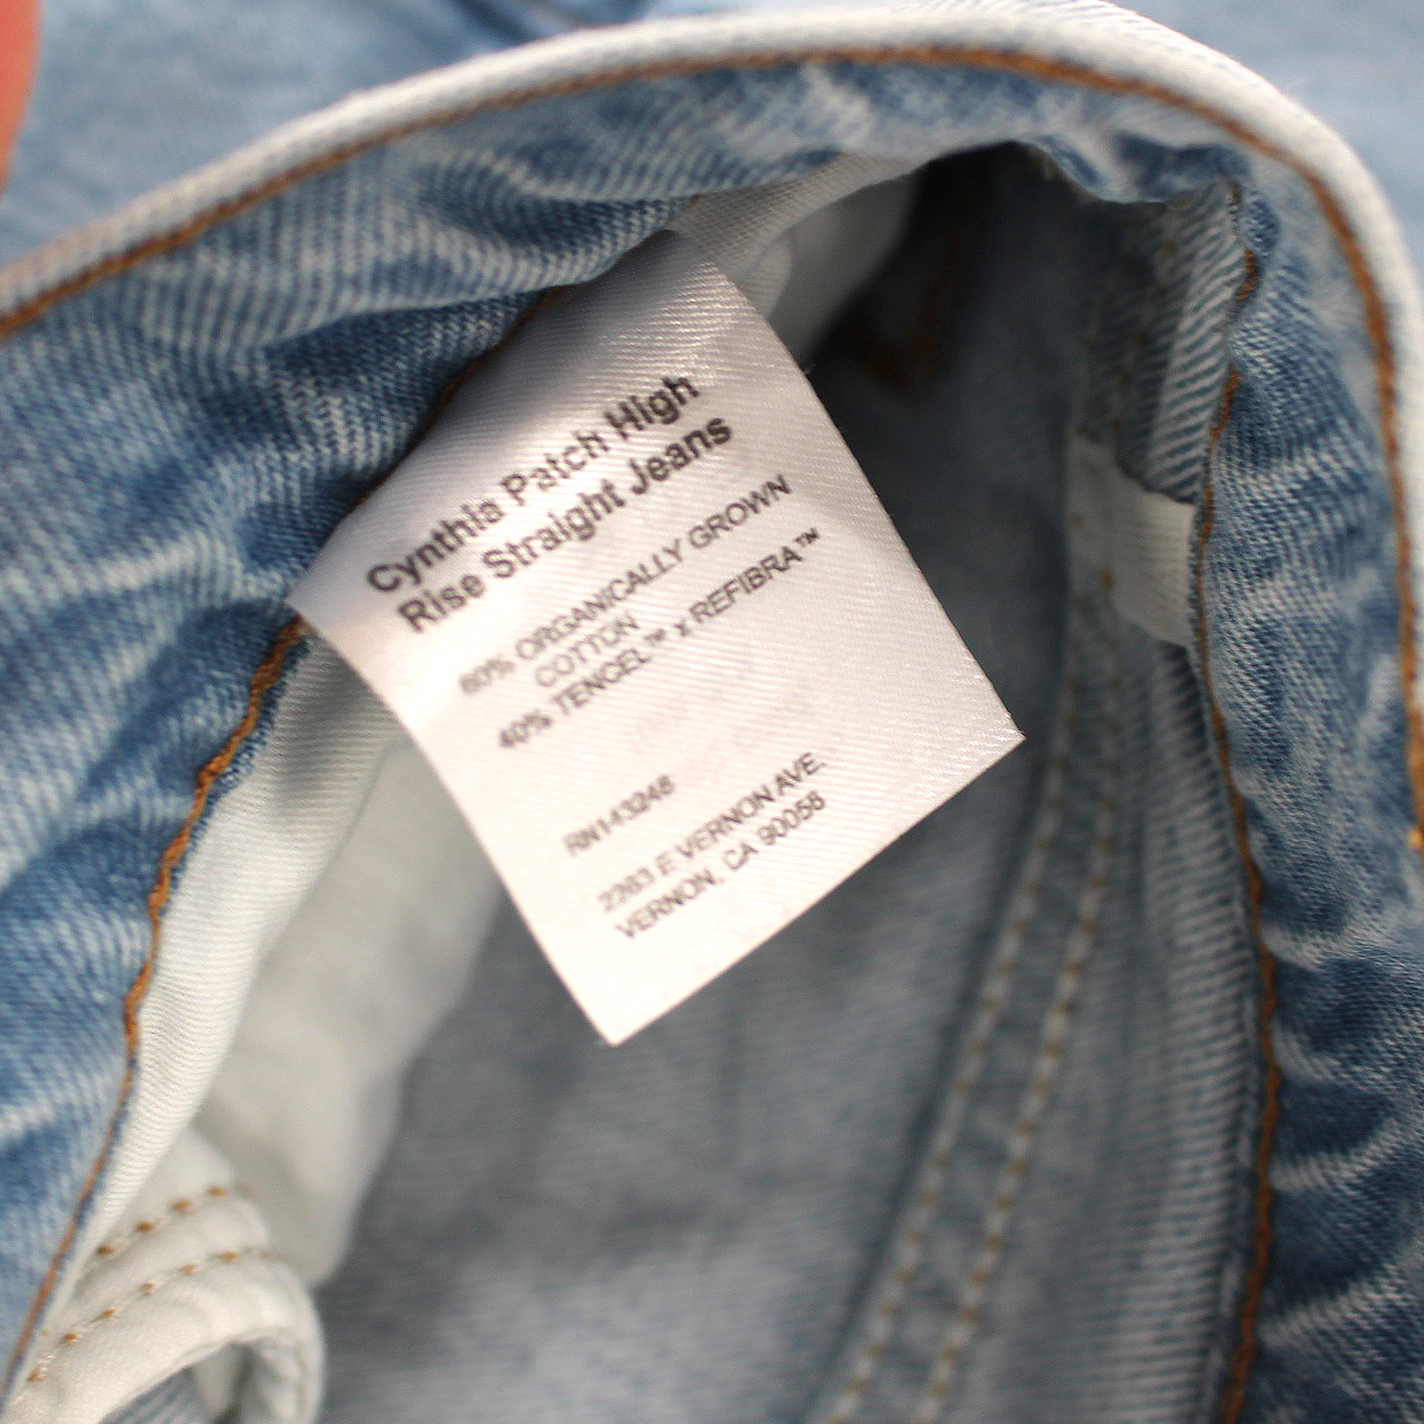 Cynthia Patch High
Rise Straight Jeans
60% ORGANICALLY GROWN
COTTON
40% TENCEL™ x REFIBRA™
RN143248
2263 E VERNON AVE.
VERNON, CA 90058